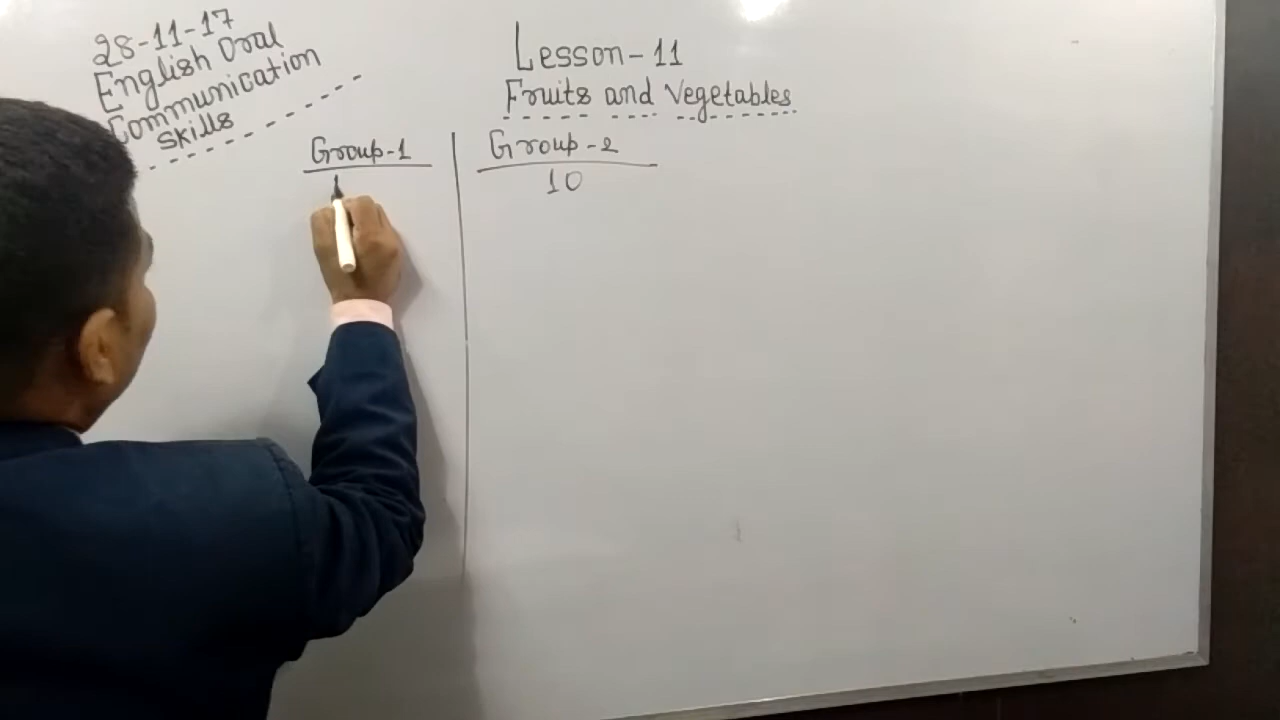 28-11-17
English Oral
Communication
Skills
Lesson-11
Fruits and Vegetables
Group-1
Group-2
10